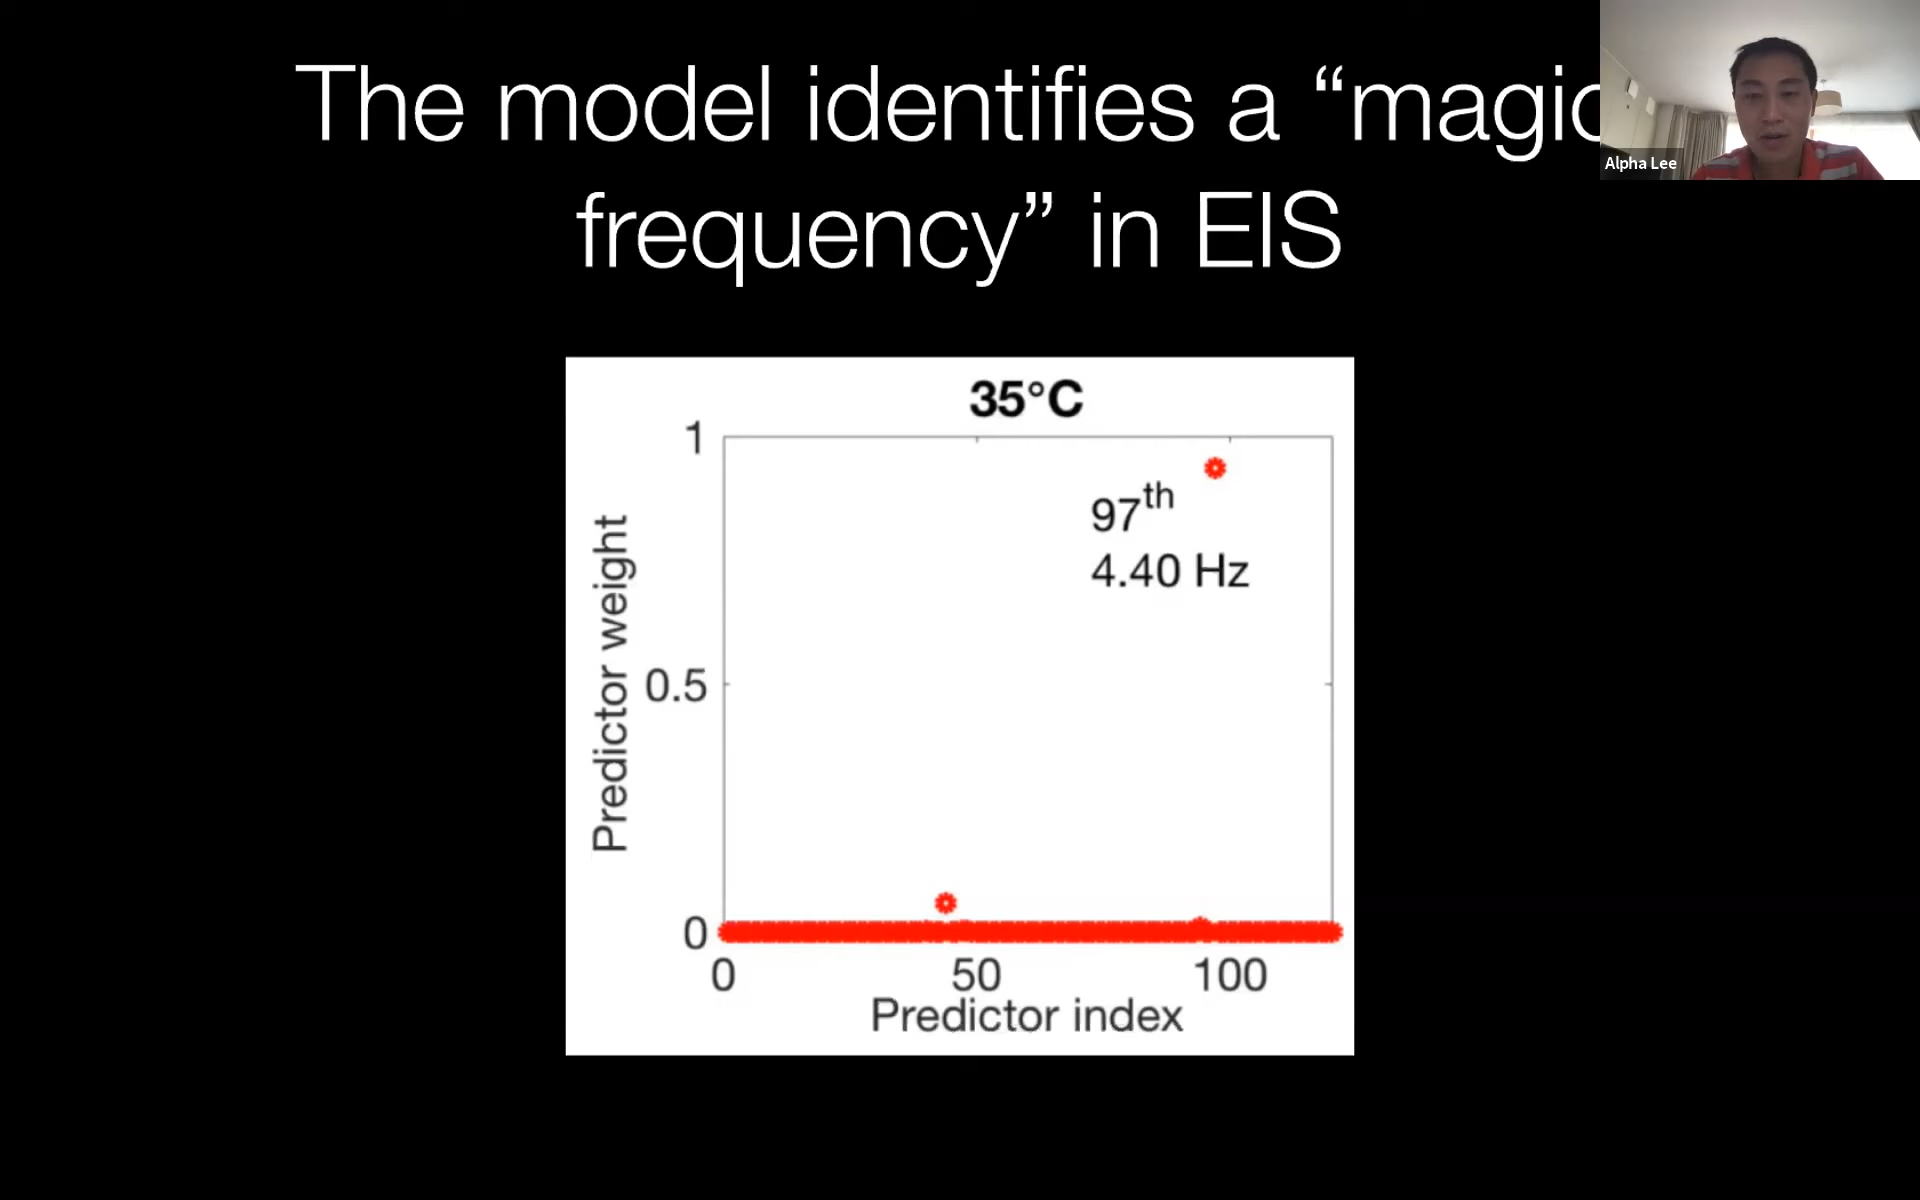 The model identifies a “magic
frequency” in EIS
Alpha Lee
35°C
1
97th
4.40 Hz
Predictor weight
0.5
0
0 50 100
Predictor index